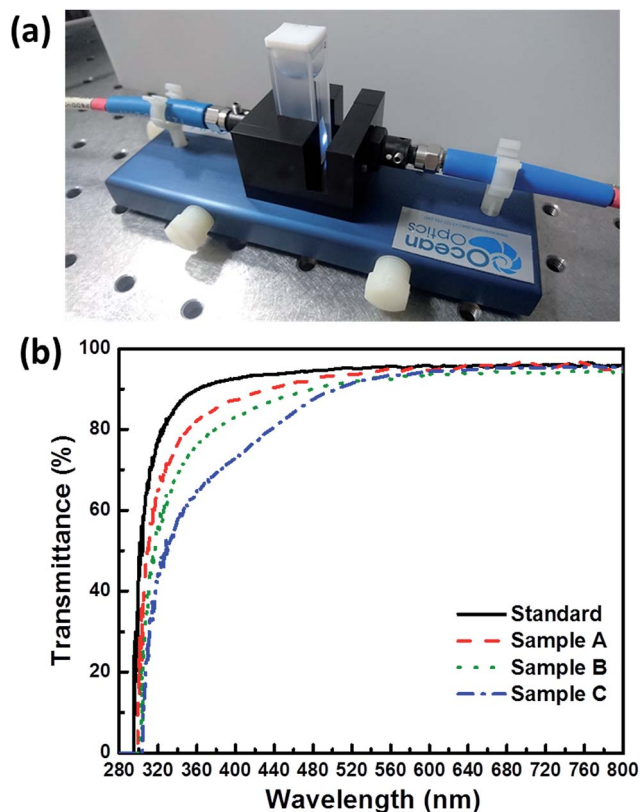 (a)
Ocean
Optics
(b)
100
80
60
40
20
0
Transmittance (%)
Standard
Sample A
Sample B
Sample C
280 320 360 400 440 480 520 560 600 640 680 720 760 800
Wavelength (nm)